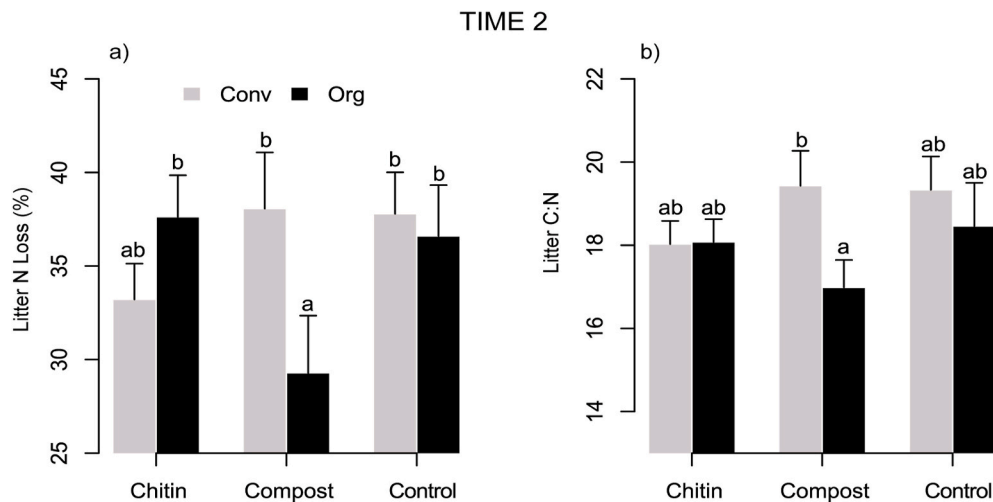 TIME 2
a)
Conv Org
Litter N Loss (%)
45
40
35
30
25
ab b b a b b
Chitin Compost Control
b)
Litter C:N
22
20
18
16
14
ab ab b a ab ab
Chitin Compost Control